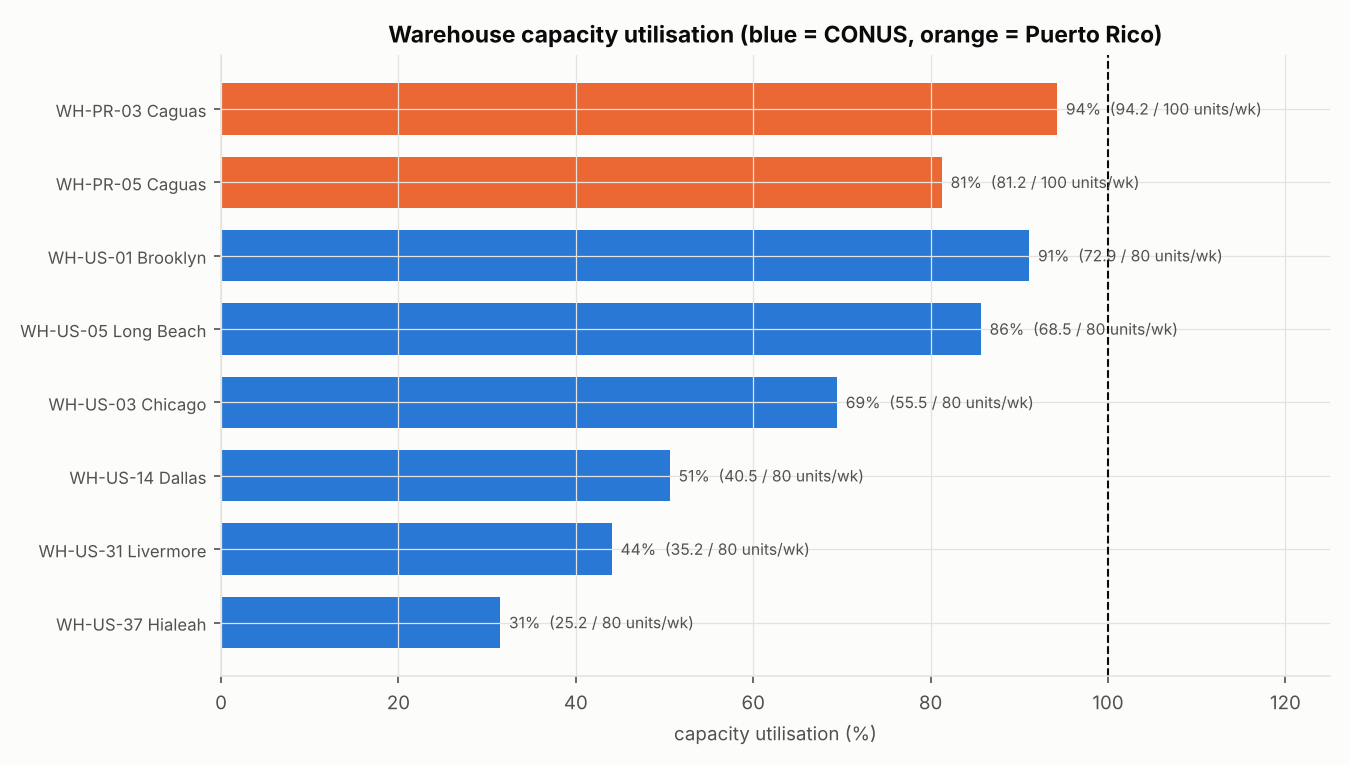 Warehouse capacity utilisation (blue = CONUS, orange = Puerto Rico)
WH-PR-03 Caguas 94% (94.2 / 100 units/wk)
WH-PR-05 Caguas 81% (81.2 / 100 units/wk)
WH-US-01 Brooklyn 91% (72.9 / 80 units/wk)
WH-US-05 Long Beach 86% (68.5 / 80 units/wk)
WH-US-03 Chicago 69% (55.5 / 80 units/wk)
WH-US-14 Dallas 51% (40.5 / 80 units/wk)
WH-US-31 Livermore 44% (35.2 / 80 units/wk)
WH-US-37 Hialeah 31% (25.2 / 80 units/wk)
0 20 40 60 80 100 120
capacity utilisation (%)